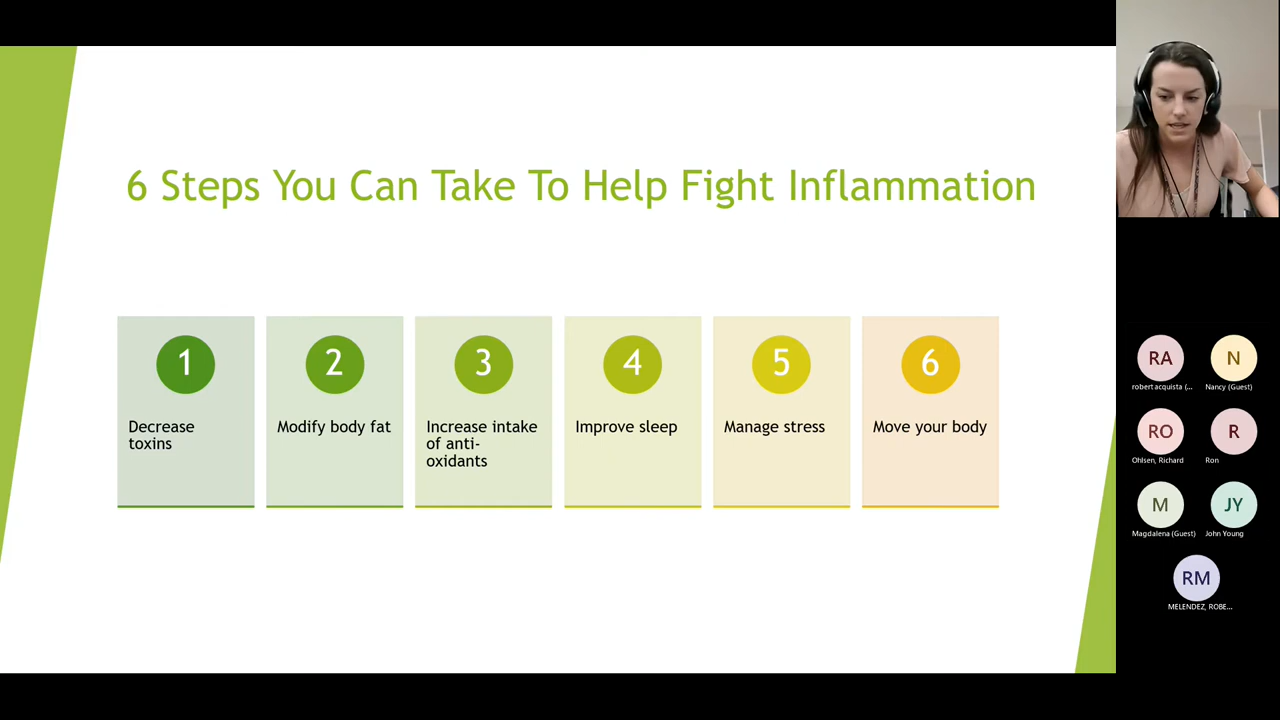 6 Steps You Can Take To Help Fight Inflammation
1
Decrease
toxins
2
Modify body fat
3
Increase intake
of anti-
oxidants
4
Improve sleep
5
Manage stress
6
Move your body
RA
robert acquista (...
N
Nancy (Guest)
RO
Ohlsen, Richard
R
Ron
M
Magdalena (Guest)
JY
John Young
RM
MELENDEZ, ROBE...